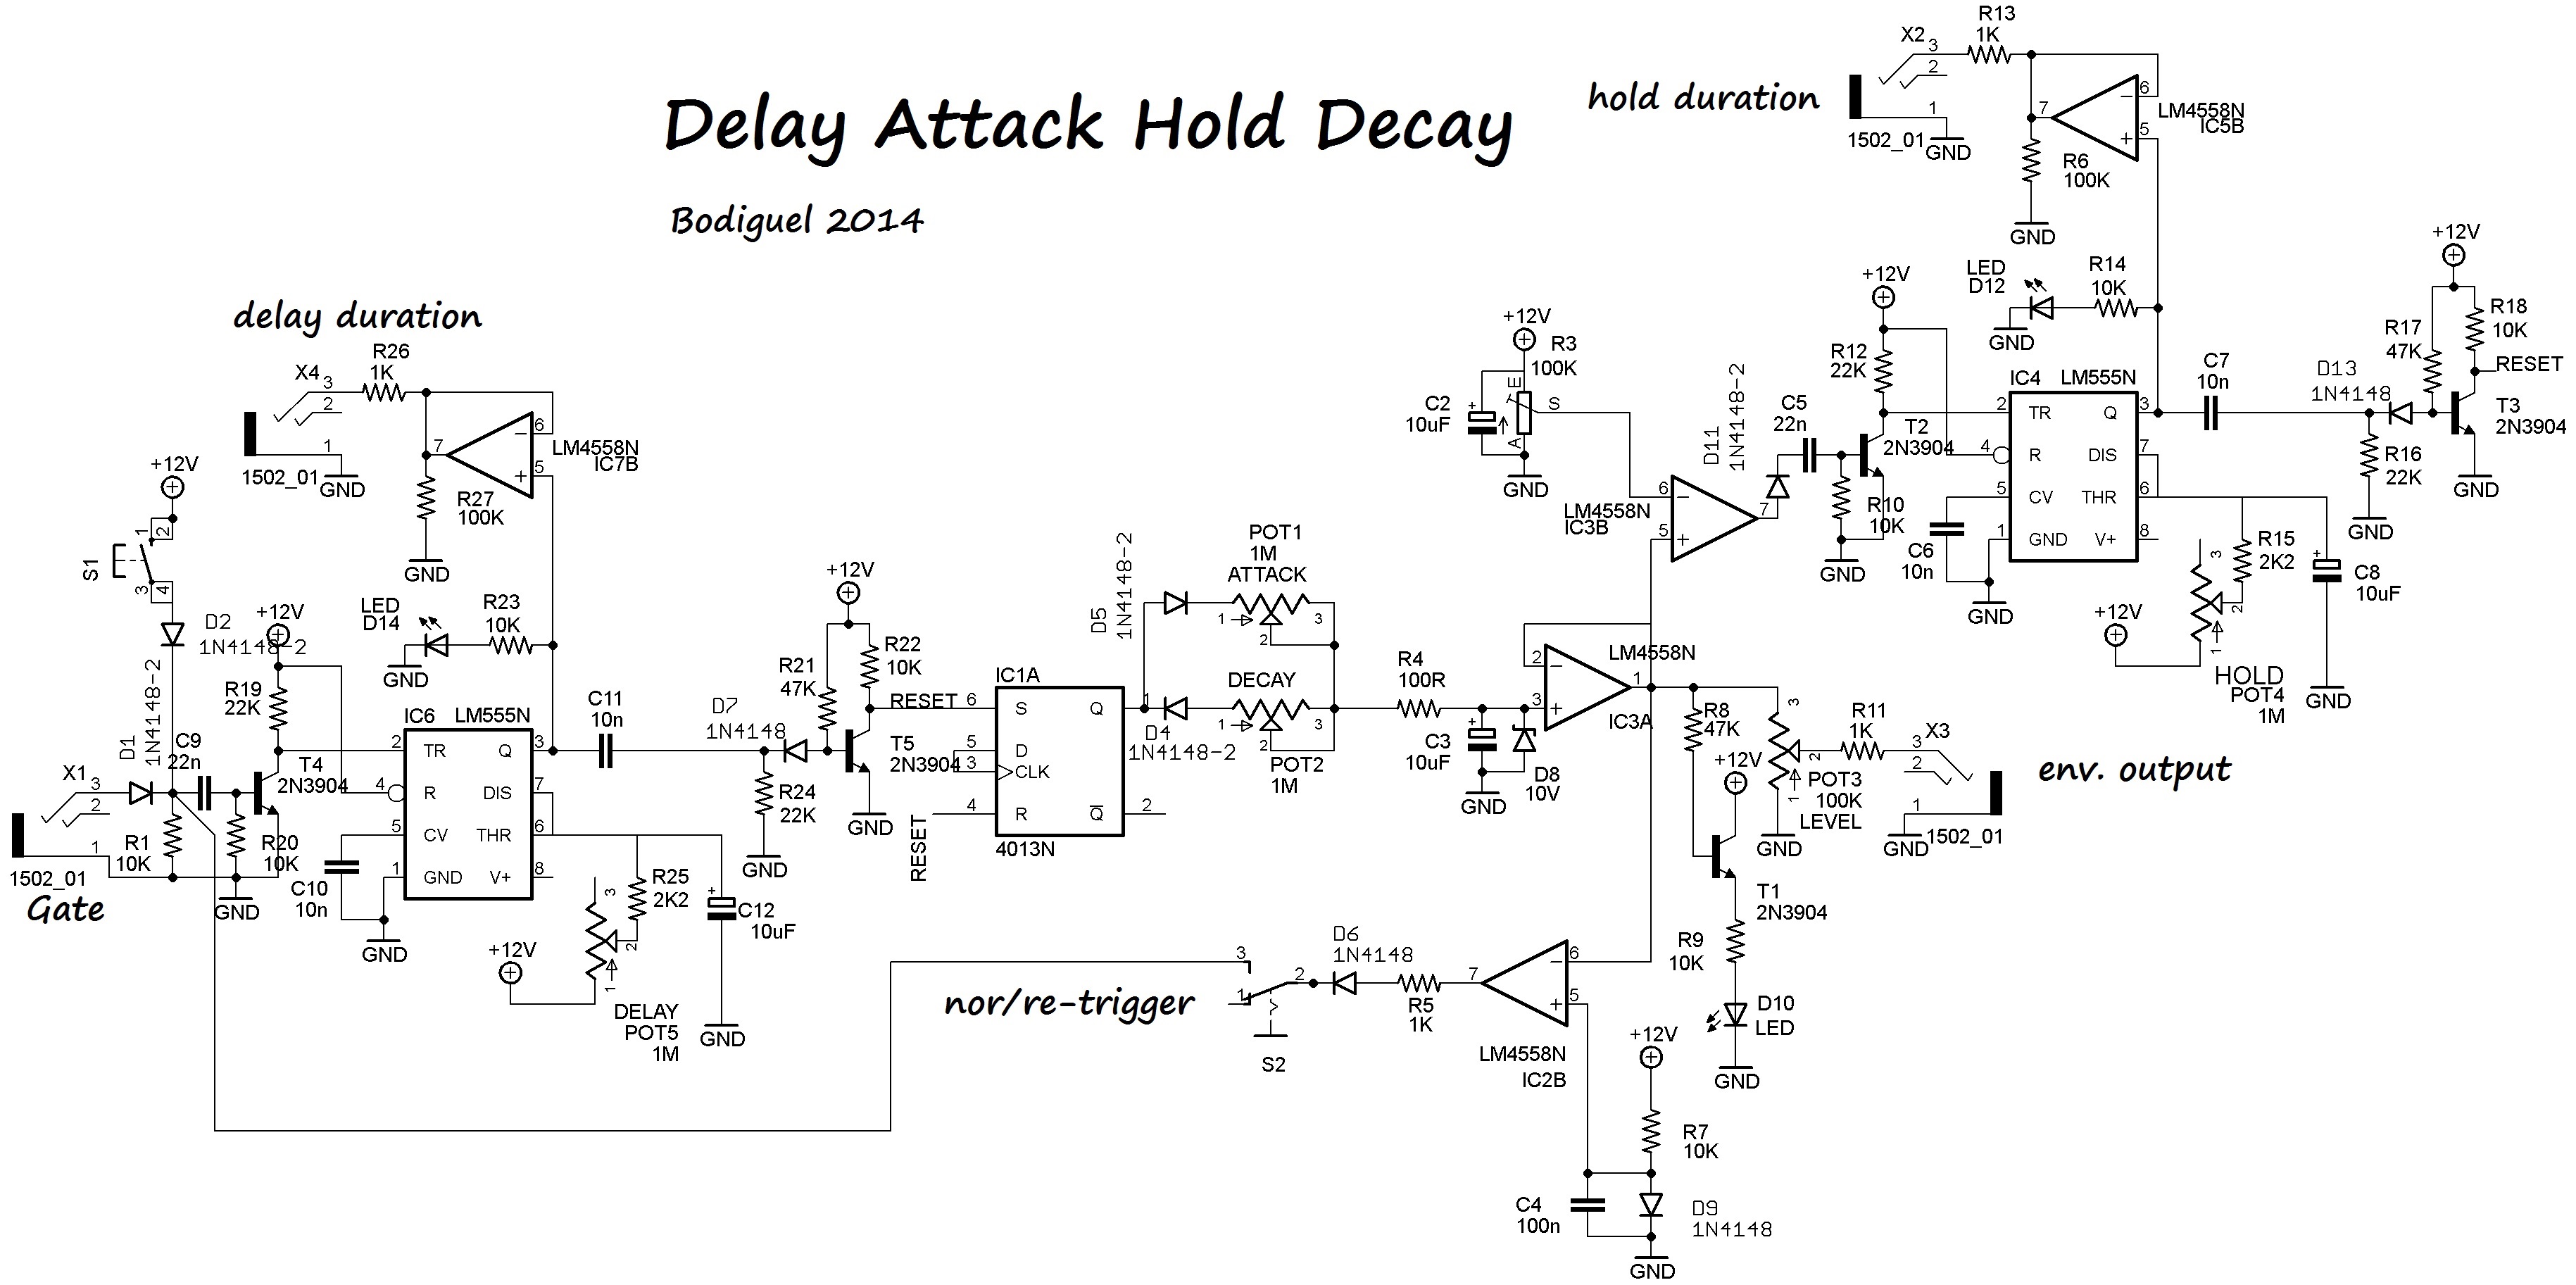 Delay Attack Hold Decay
Bodiguel 2014
hold duration
X2
3
2
1
1502_01
GND
R13
1K
7
6
5
LM4558N
IC5B
R6
100K
GND
LED
D12
GND
R14
10K
+12V
R12
22K
T2
2N3904
C5
22n
R10
10K
GND
D11
1N4148-2
IC4
LM555N
2
TR
4
R
5
CV
1
GND
Q
3
DIS
7
THR
6
V+
8
C6
10n
GND
C7
10n
D13
1N4148
R16
22K
GND
+12V
R17
47K
R18
10K
RESET
T3
2N3904
GND
+12V
3
2
1
HOLD
POT4
1M
R15
2K2
+
C8
10uF
GND
+12V
R3
100K
E
S
A
C2
10uF
+
GND
LM4558N
IC3B
6
5
7
delay duration
X4
3
2
1
1502_01
GND
R26
1K
7
6
5
LM4558N
IC7B
R27
100K
GND
LED
D14
GND
R23
10K
+12V
S1
1
2
3
4
D2
1N4148-2
D1
1N4148-2
X1
3
2
1
1502_01
Gate
R1
10K
C9
22n
R20
10K
GND
+12V
R19
22K
T4
2N3904
IC6
LM555N
2
TR
4
R
5
CV
1
GND
Q
3
DIS
7
THR
6
V+
8
C10
10n
GND
+12V
3
2
1
DELAY
POT5
1M
R25
2K2
+
C12
10uF
GND
C11
10n
D7
1N4148
R24
22K
GND
+12V
R21
47K
R22
10K
T5
2N3904
GND
RESET
RESET
IC1A
6
S
5
D
3
CLK
4
R
Q
1
Q
2
4013N
D5
1N4148-2
POT1
1M
ATTACK
1
2
3
D4
1N4148-2
DECAY
1
2
3
POT2
1M
R4
100R
+
C3
10uF
GND
D8
10V
2
3
1
LM4558N
IC3A
R8
47K
+12V
T1
2N3904
R9
10K
D10
LED
GND
3
2
1
POT3
100K
LEVEL
GND
R11
1K
X3
3
2
1
1502_01
GND
env. output
nor/re-trigger
3
2
1
S2
D6
1N4148
R5
1K
7
6
5
LM4558N
IC2B
+12V
R7
10K
C4
100n
D9
1N4148
GND